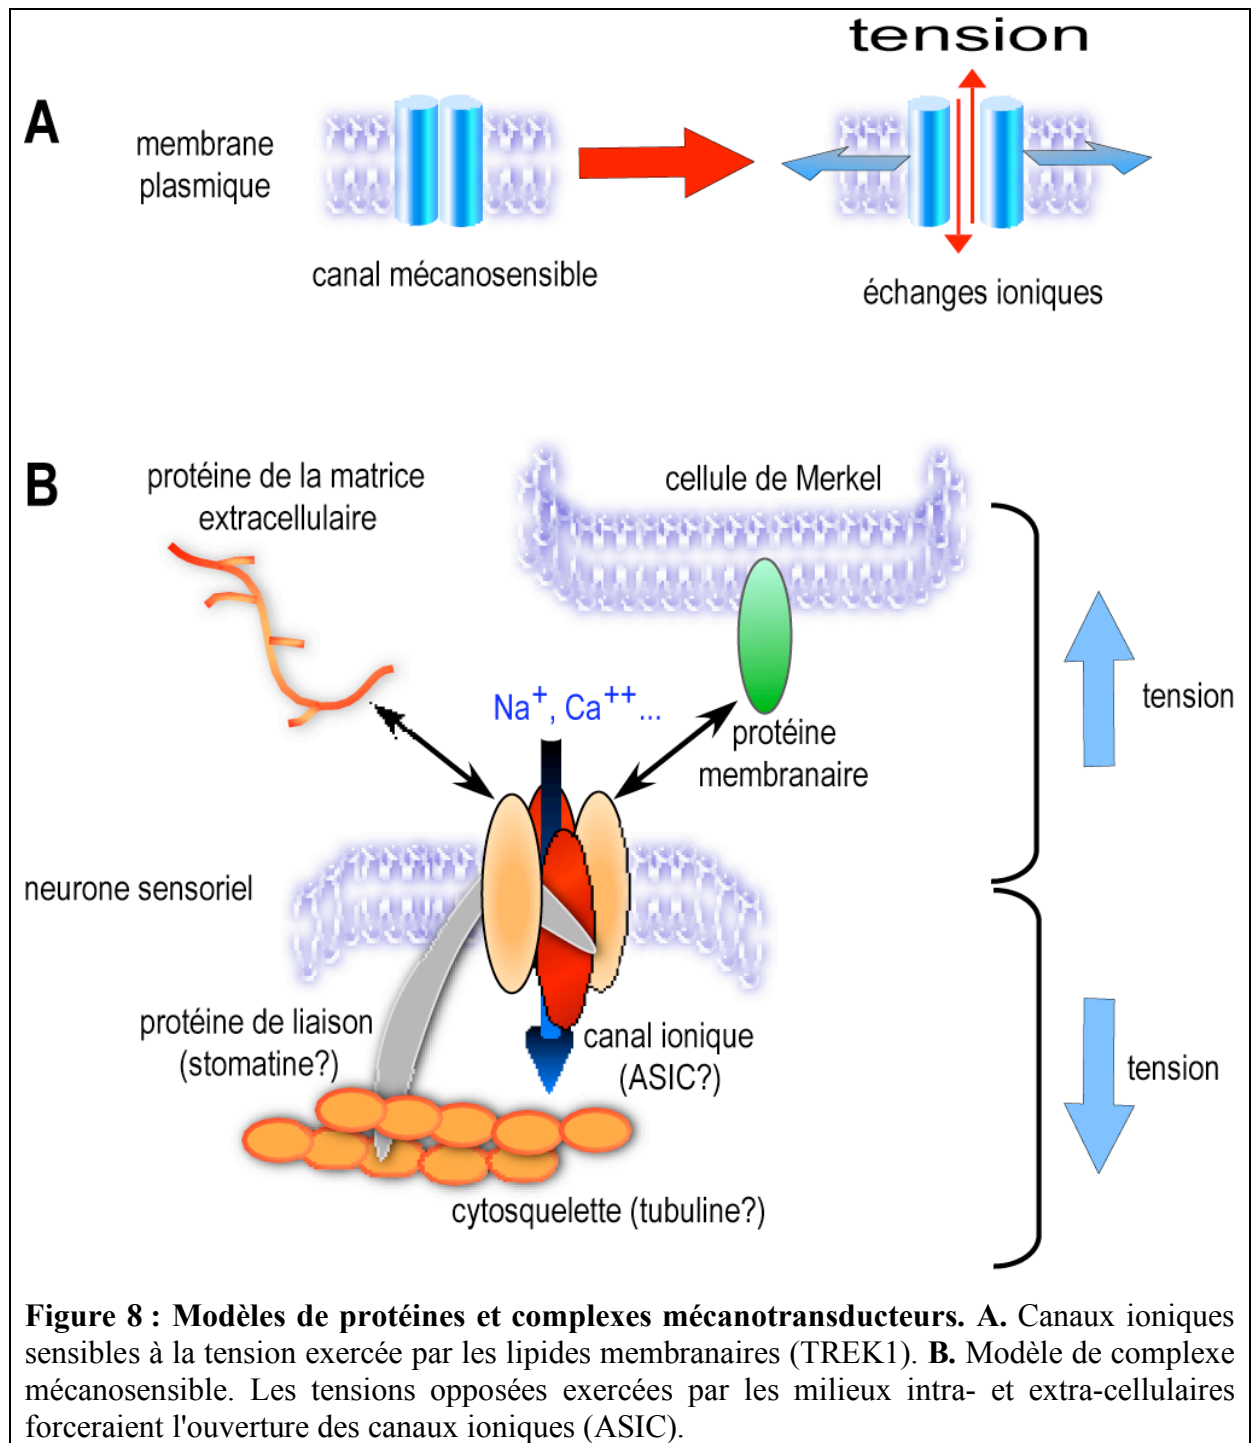 tension
A
membrane
plasmique
canal mécanosensible
échanges ioniques
B
protéine de la matrice
extracellulaire
cellule de Merkel
Na+, Ca++...
protéine
membranaire
tension
neurone sensoriel
protéine de liaison
(stomatine?)
canal ionique
(ASIC?)
tension
cytosquelette (tubuline?)
Figure 8 : Modèles de protéines et complexes mécanotransducteurs. A. Canaux ioniques
sensibles à la tension exercée par les lipides membranaires (TREK1). B. Modèle de complexe
mécanosensible. Les tensions opposées exercées par les milieux intra- et extra-cellulaires
forceraient l'ouverture des canaux ioniques (ASIC).